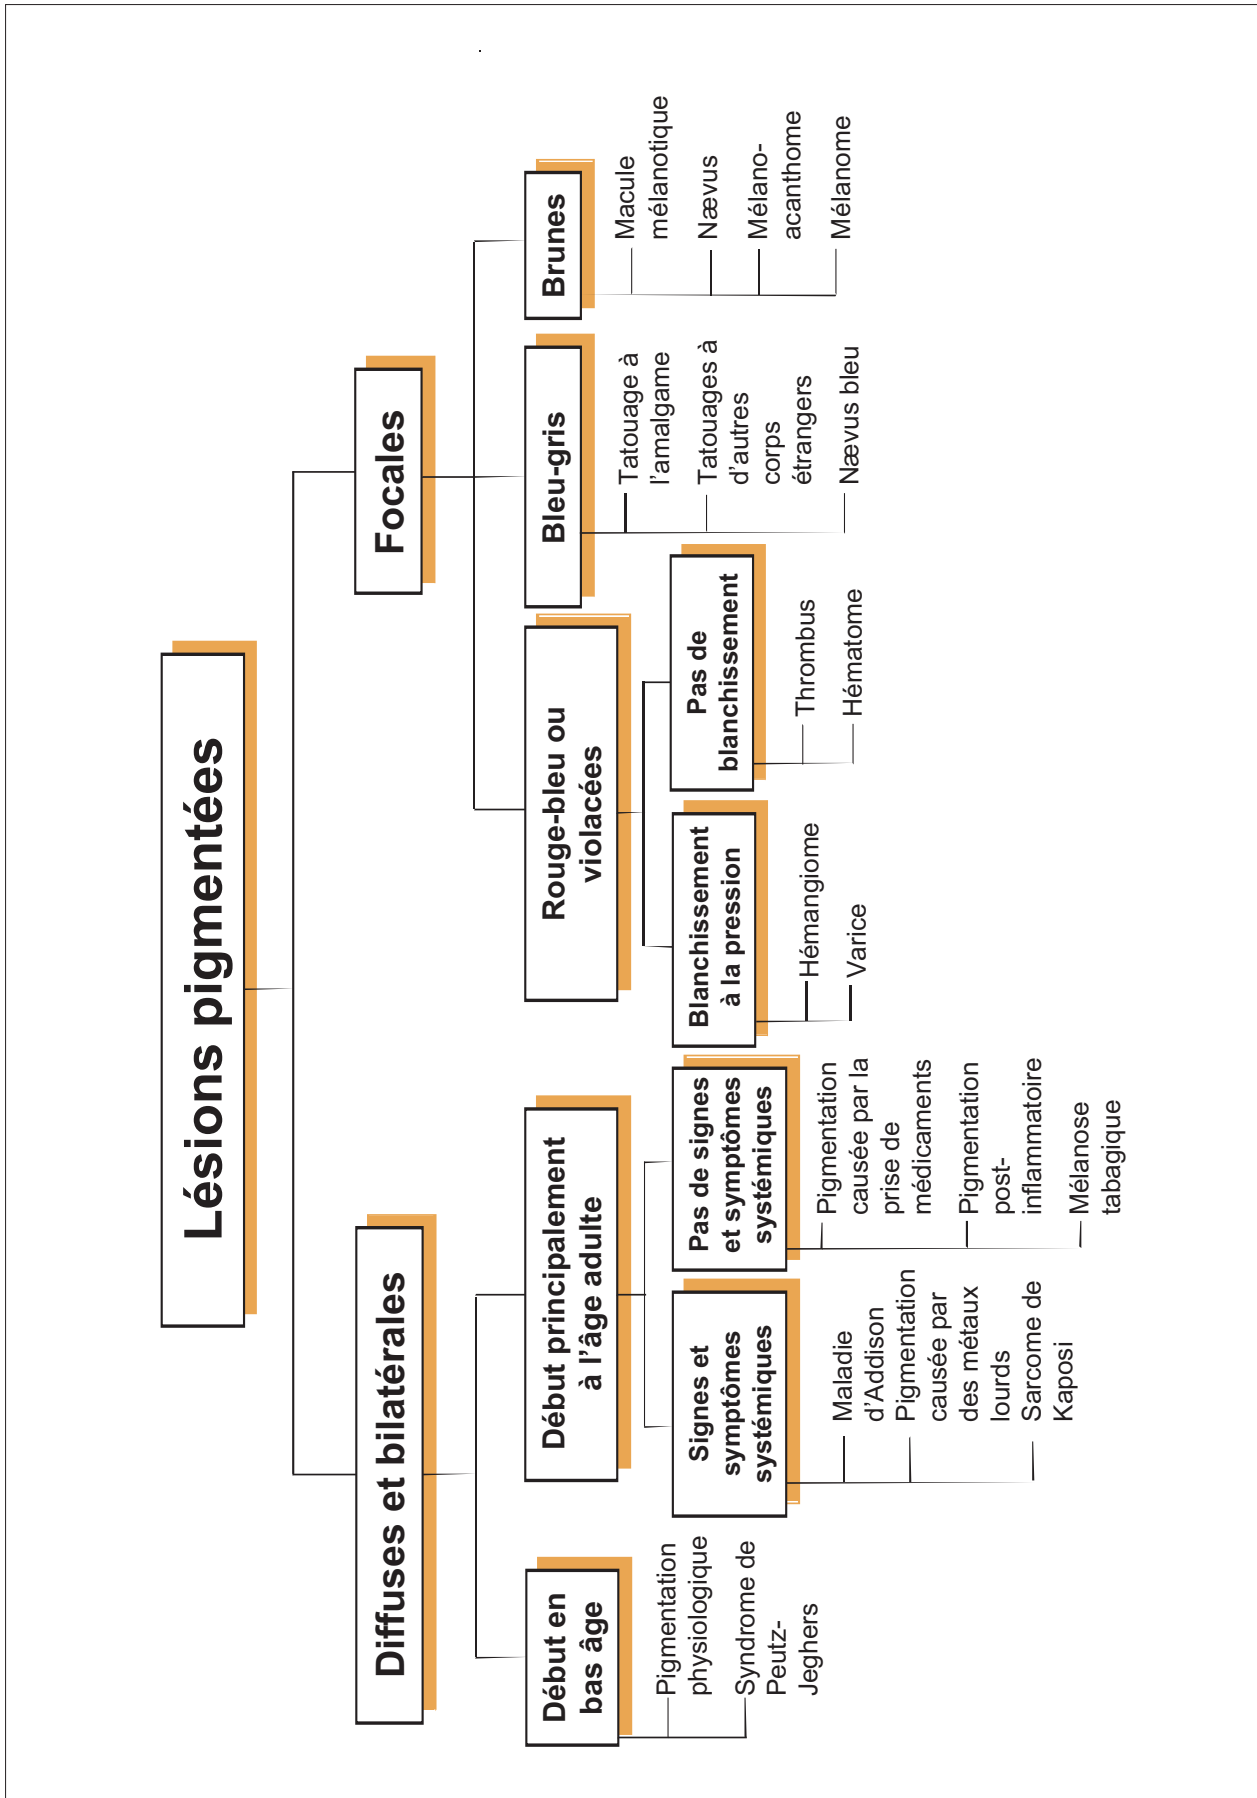 Lésions pigmentées
Diffuses et bilatérales
Début en
bas âge
Pigmentation
physiologique
Syndrome de
Peutz-
Jeghers
Début principalement
à l'âge adulte
Signes et
symptômes
systémiques
Maladie
d'Addison
Pigmentation
causée par
des métaux
lourds
Sarcome de
Kaposi
Pas de signes
et symptômes
systémiques
Pigmentation
causée par la
prise de
médicaments
Pigmentation
post-
inflammatoire
Mélanose
tabagique
Focales
Rouge-bleu ou
violacées
Blanchissement
à la pression
Hémangiome
Varice
Pas de
blanchissement
Thrombus
Hématome
Bleu-gris
Tatouage à
l'amalgame
Tatouages à
d'autres
corps
étrangers
Nævus bleu
Brunes
Macule
mélanotique
Nævus
Mélano-
acanthome
Mélanome